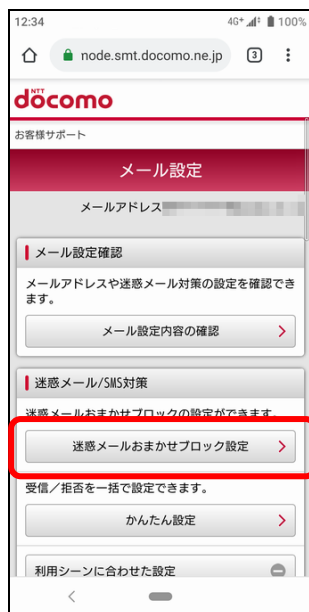 12:34 4G+ 100%
node.smt.docomo.ne.jp 3
NTT
döcomo
お客様サポート
メール設定
メールアドレス
メール設定確認
メールアドレスや迷惑メール対策の設定を確認でき
ます。
メール設定内容の確認
迷惑メール/SMS対策
迷惑メールおまかせブロックの設定ができます。
迷惑メールおまかせブロック設定
受信/拒否を一括で設定できます。
かんたん設定
利用シーンに合わせた設定